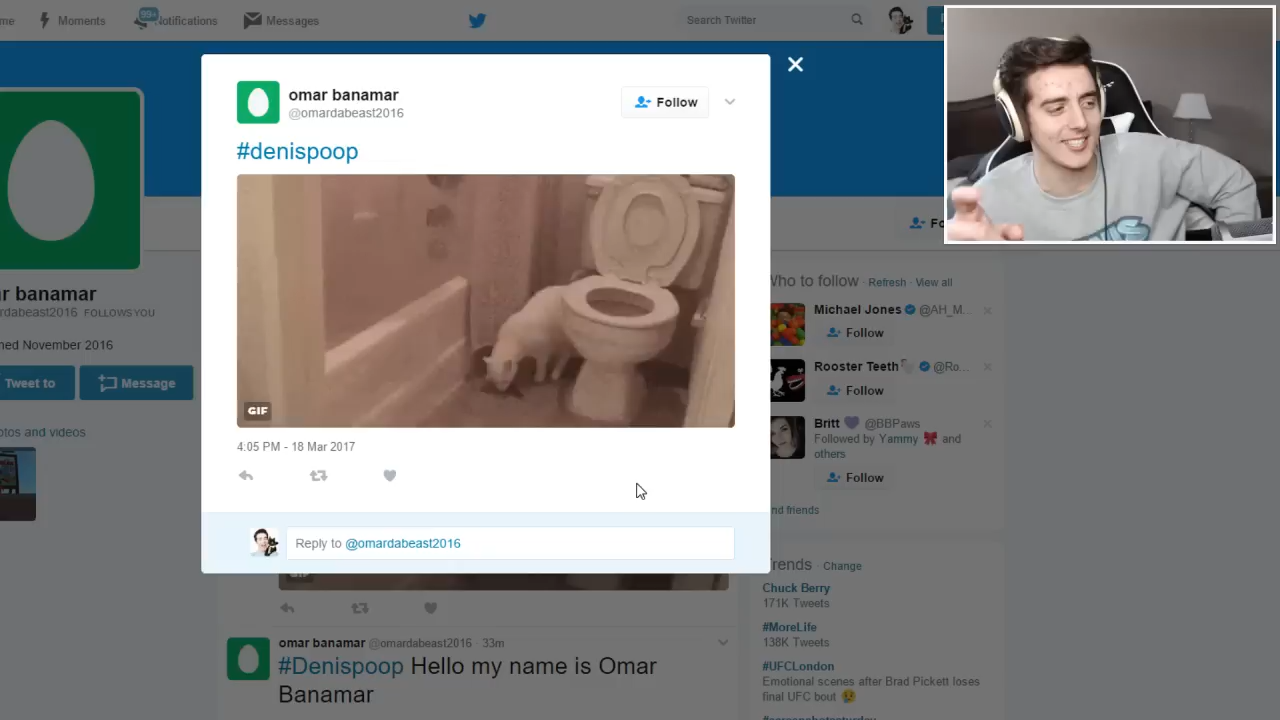 me
Moments
99+
Notifications
Messages
Search Twitter
omar banamar
@omardabeast2016
Follow
#denispoop
GIF
4:05 PM - 18 Mar 2017
Reply to @omardabeast2016
r banamar
rdabeast2016 FOLLOWS YOU
ned November 2016
Tweet to
Message
otos and videos
Fo
Who to follow · Refresh · View all
Michael Jones @AH_M...
Follow
Rooster Teeth @Ro...
Follow
Britt 💜 @BBPaws
Followed by Yammy 🎀 and
others
Follow
nd friends
Trends · Change
Chuck Berry
171K Tweets
#MoreLife
138K Tweets
#UFCLondon
Emotional scenes after Brad Pickett loses
final UFC bout 😢
omar banamar @omardabeast2016 · 33m
#Denispoop Hello my name is Omar
Banamar